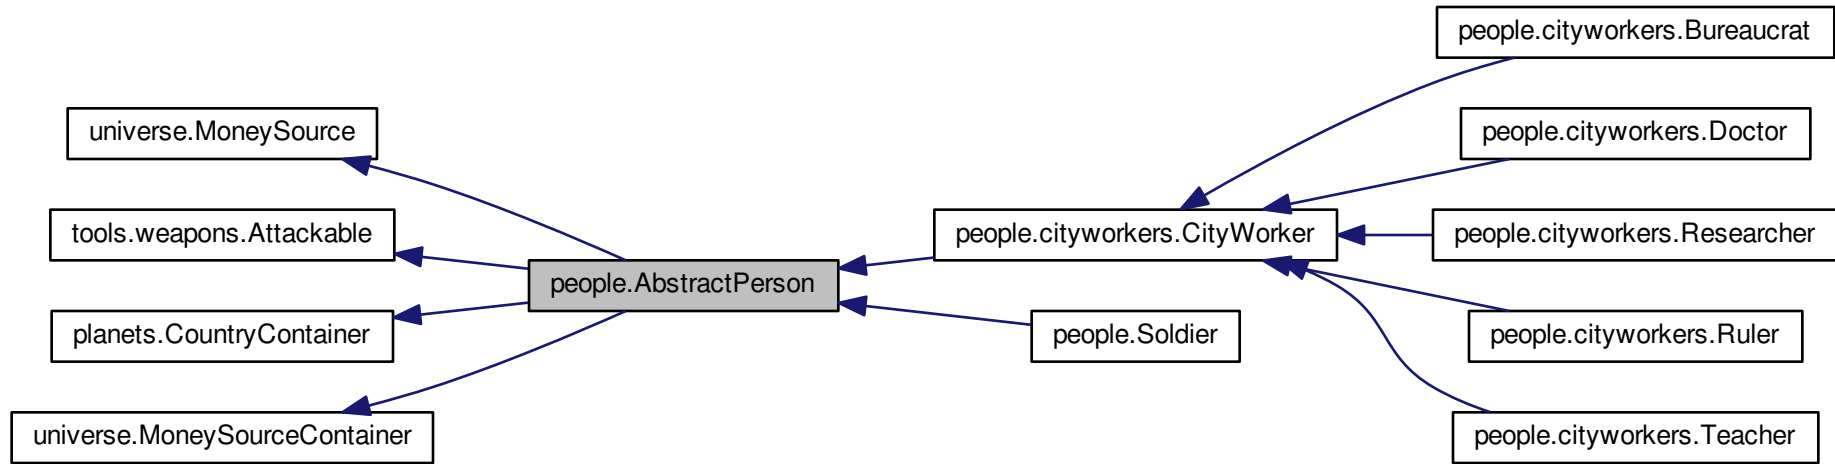 universe.MoneySource
tools.weapons.Attackable
planets.CountryContainer
universe.MoneySourceContainer
people.AbstractPerson
people.cityworkers.CityWorker
people.Soldier
people.cityworkers.Bureaucrat
people.cityworkers.Doctor
people.cityworkers.Researcher
people.cityworkers.Ruler
people.cityworkers.Teacher